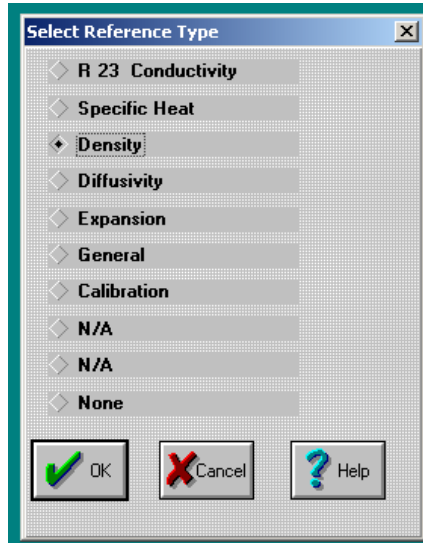 Select Reference Type
R 23 Conductivity
Specific Heat
Density
Diffusivity
Expansion
General
Calibration
N/A
N/A
None
OK Cancel Help